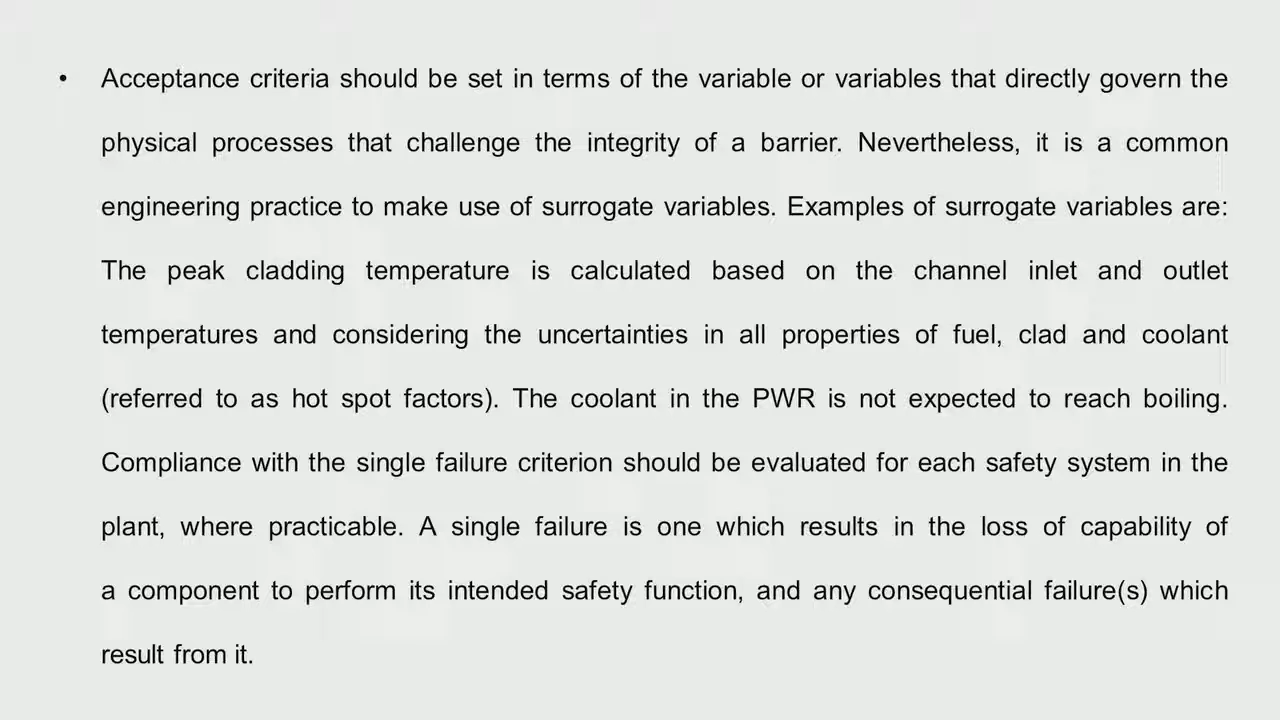 • Acceptance criteria should be set in terms of the variable or variables that directly govern the
physical processes that challenge the integrity of a barrier. Nevertheless, it is a common
engineering practice to make use of surrogate variables. Examples of surrogate variables are:
The peak cladding temperature is calculated based on the channel inlet and outlet
temperatures and considering the uncertainties in all properties of fuel, clad and coolant
(referred to as hot spot factors). The coolant in the PWR is not expected to reach boiling.
Compliance with the single failure criterion should be evaluated for each safety system in the
plant, where practicable. A single failure is one which results in the loss of capability of
a component to perform its intended safety function, and any consequential failure(s) which
result from it.